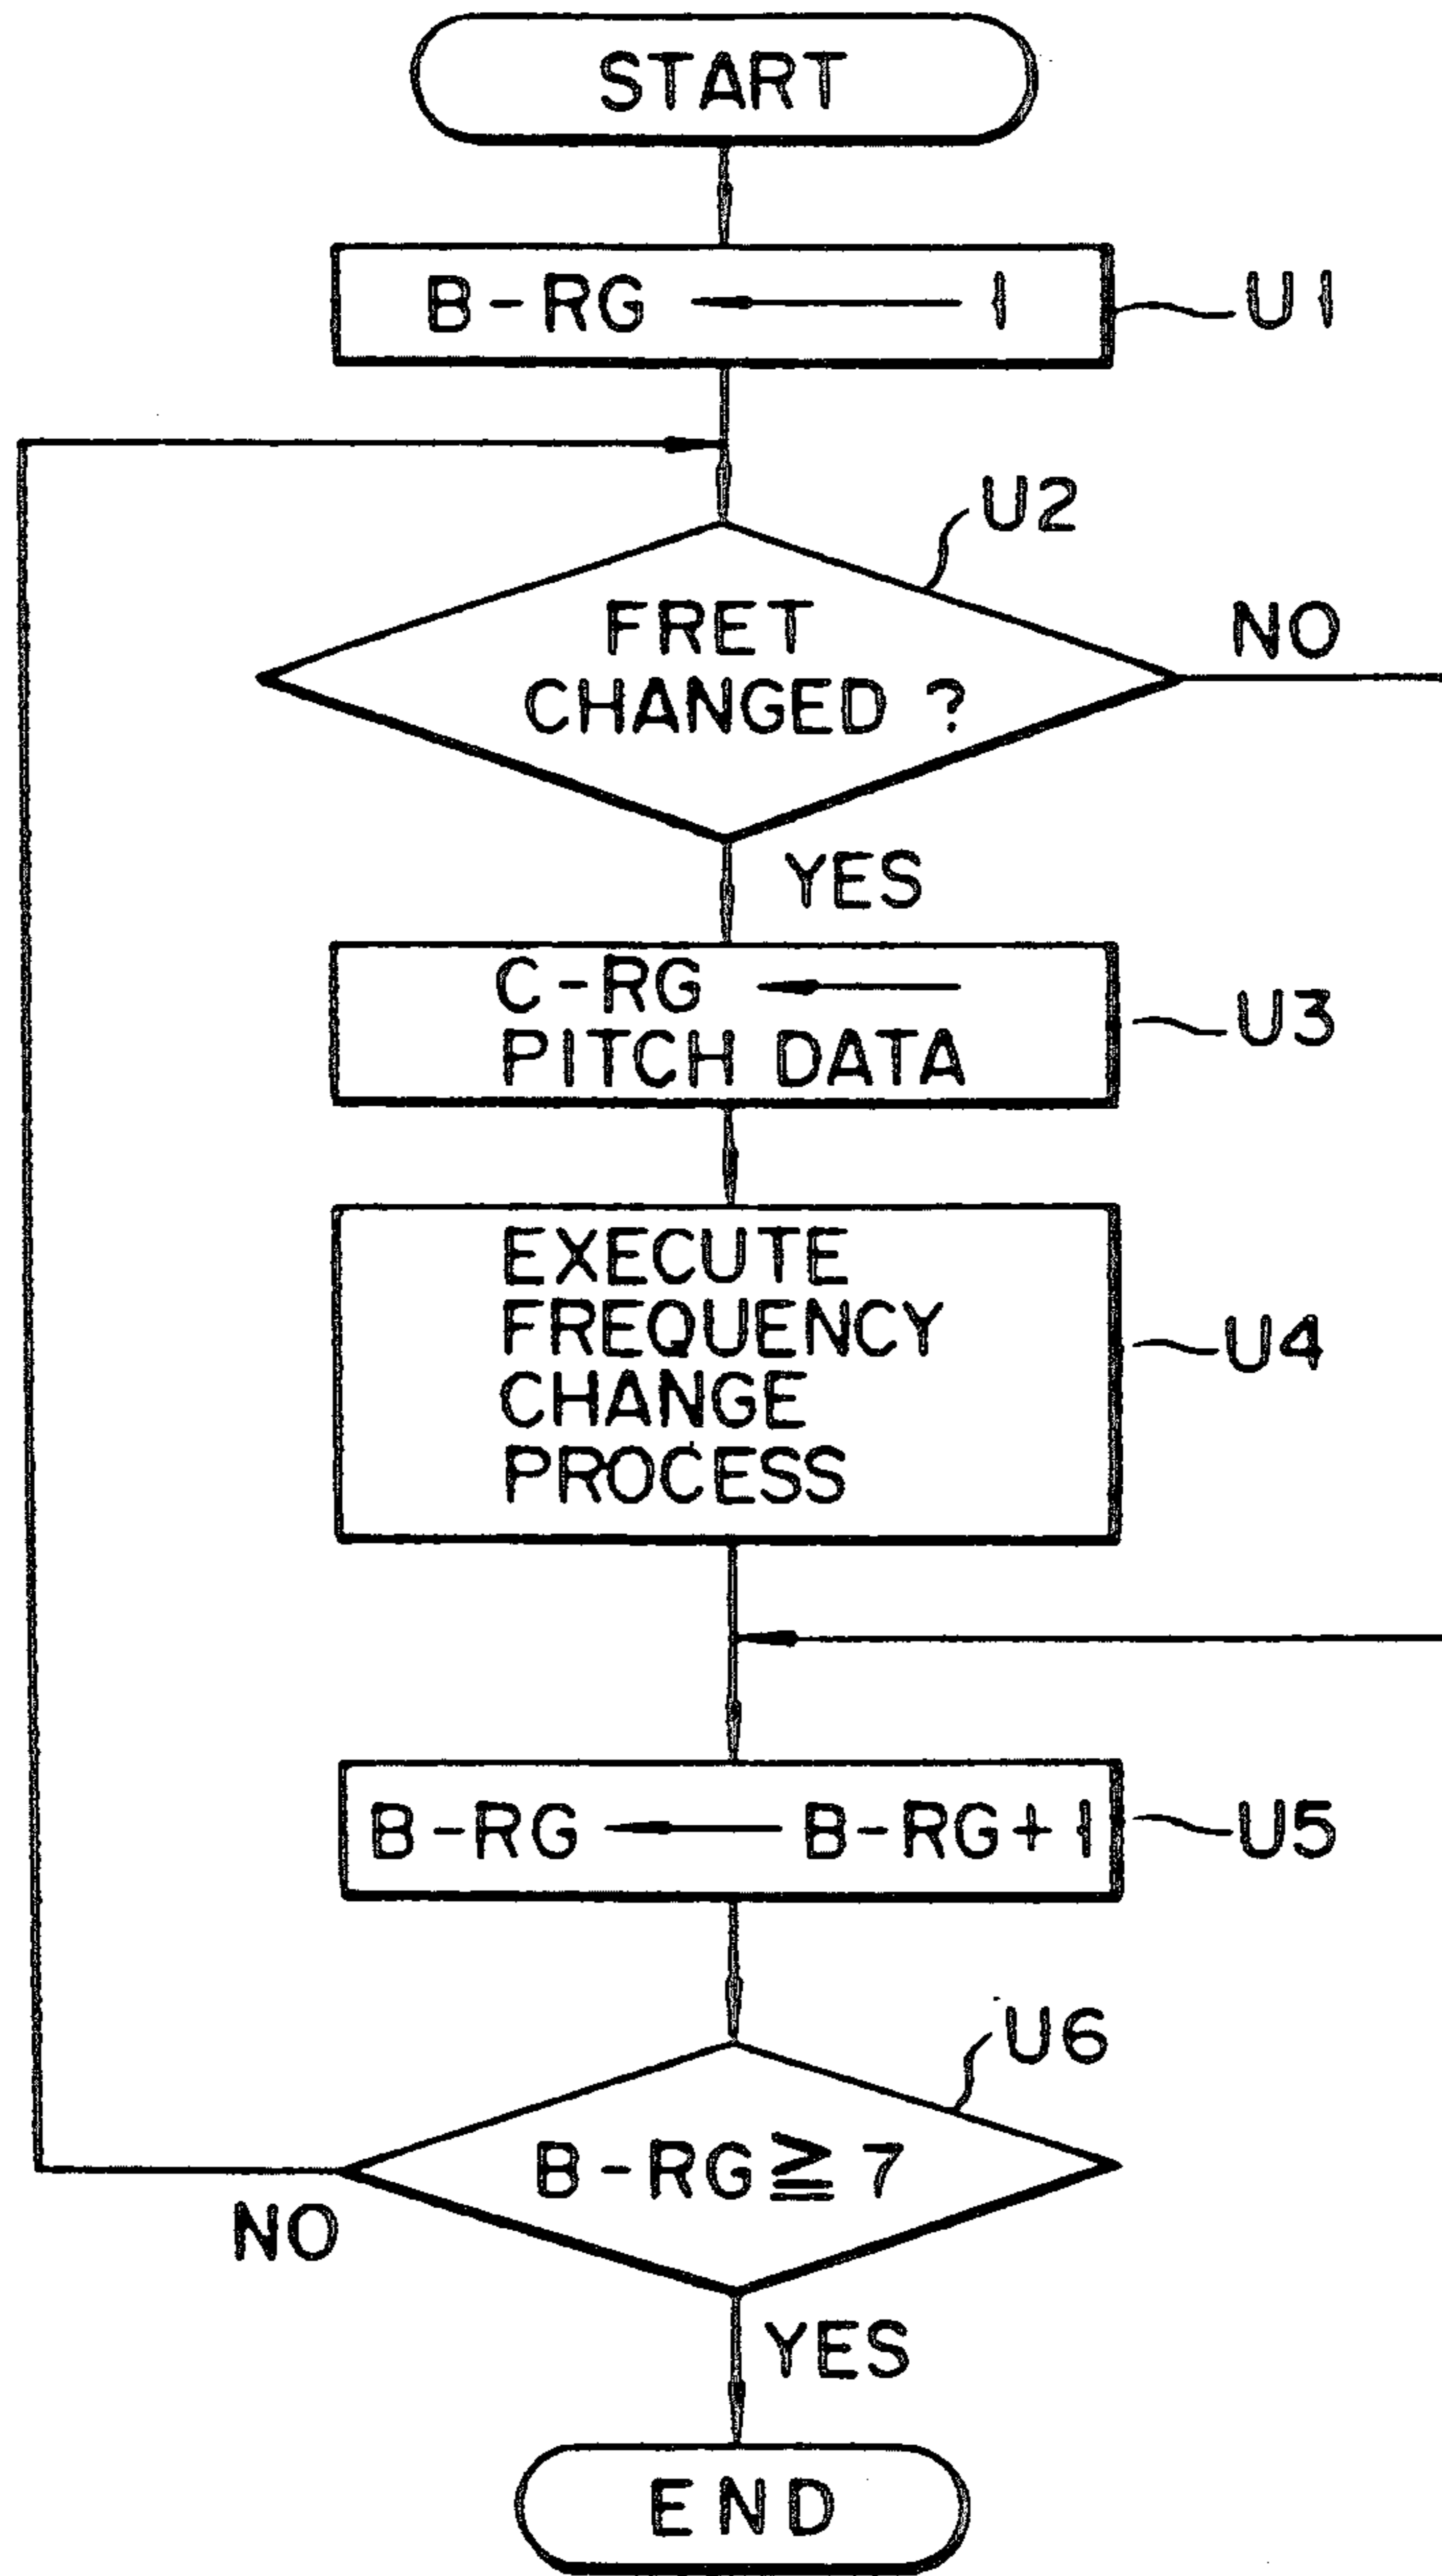 START
B-RG ← 1
U1
U2
FRET
CHANGED ?
NO
YES
C-RG ←
PITCH DATA
U3
EXECUTE
FREQUENCY
CHANGE
PROCESS
U4
B-RG ← B-RG+1
U5
U6
B-RG ≧ 7
NO
YES
END